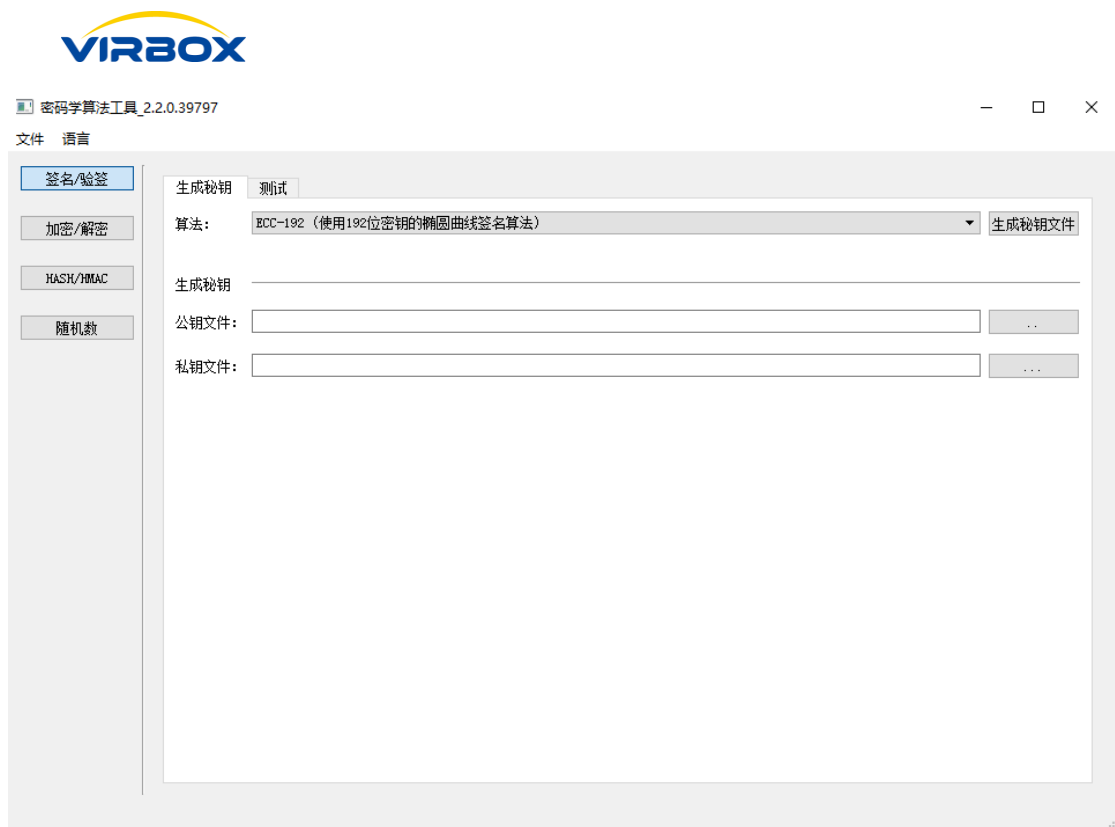 VIRBOX
密码学算法工具_2.2.0.39797
文件 语言
签名/验签
加密/解密
HASH/HMAC
随机数
生成秘钥 测试
算法: ECC-192 (使用192位密钥的椭圆曲线签名算法) 生成秘钥文件
生成秘钥
公钥文件: ..
私钥文件: ...